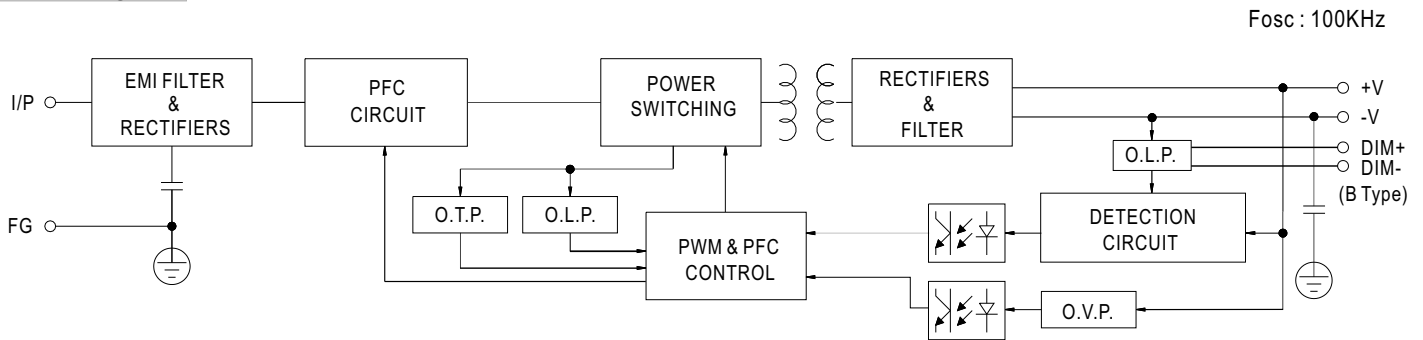 Fosc : 100KHz
I/P
EMI FILTER
&
RECTIFIERS
PFC
CIRCUIT
POWER
SWITCHING
RECTIFIERS
&
FILTER
+V
-V
DIM+
DIM-
(B Type)
O.L.P.
FG
O.T.P.
O.L.P.
PWM & PFC
CONTROL
DETECTION
CIRCUIT
O.V.P.